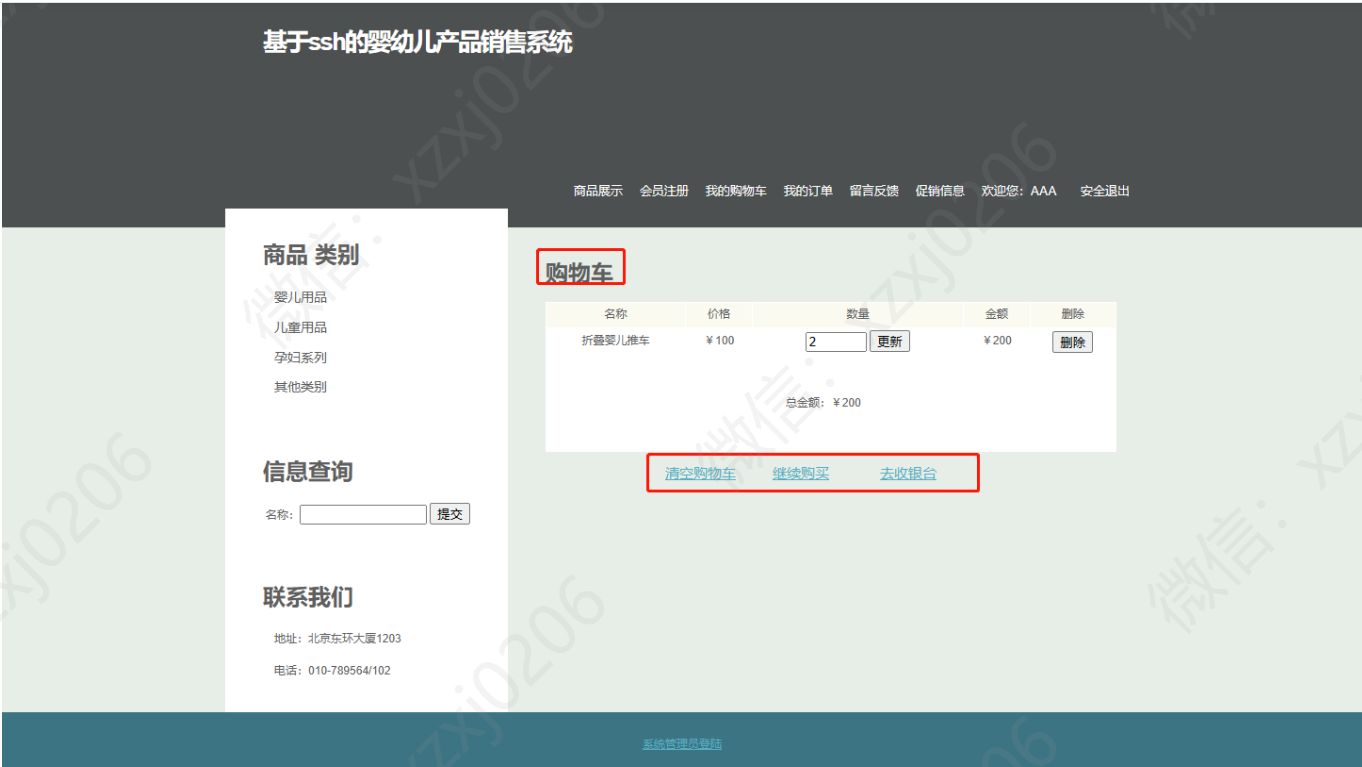 基于ssh的婴幼儿产品销售系统
商品展示 会员注册 我的购物车 我的订单 留言反馈 促销信息 欢迎您：AAA 安全退出
商品 类别
婴儿用品
儿童用品
孕妇系列
其他类别
信息查询
名称： 提交
联系我们
地址：北京东环大厦1203
电话：010-789564/102
购物车
名称 价格 数量 金额 删除
折叠婴儿推车 ￥100 2 更新 ￥200 删除
总金额：￥200
清空购物车 继续购买 去收银台
系统管理员登陆
微信：xzxj0206